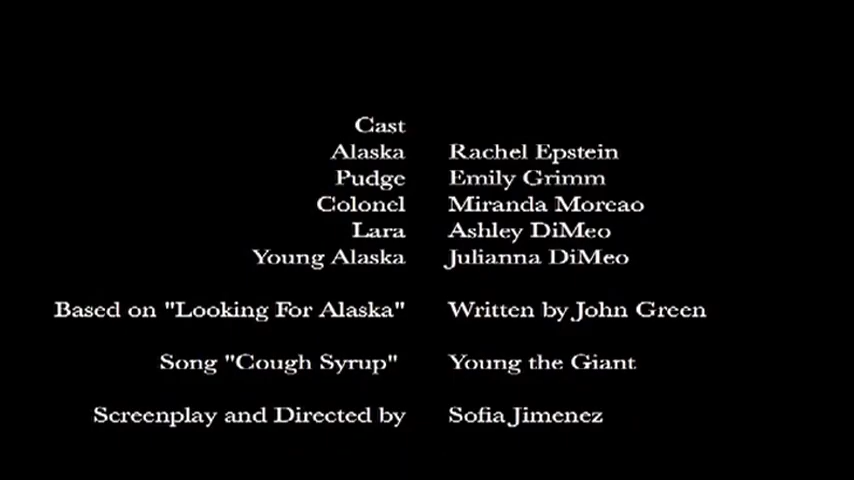 Cast
Alaska Rachel Epstein
Pudge Emily Grimm
Colonel Miranda Moreao
Lara Ashley DiMeo
Young Alaska Julianna DiMeo
Based on "Looking For Alaska" Written by John Green
Song "Cough Syrup" Young the Giant
Screenplay and Directed by Sofia Jimenez